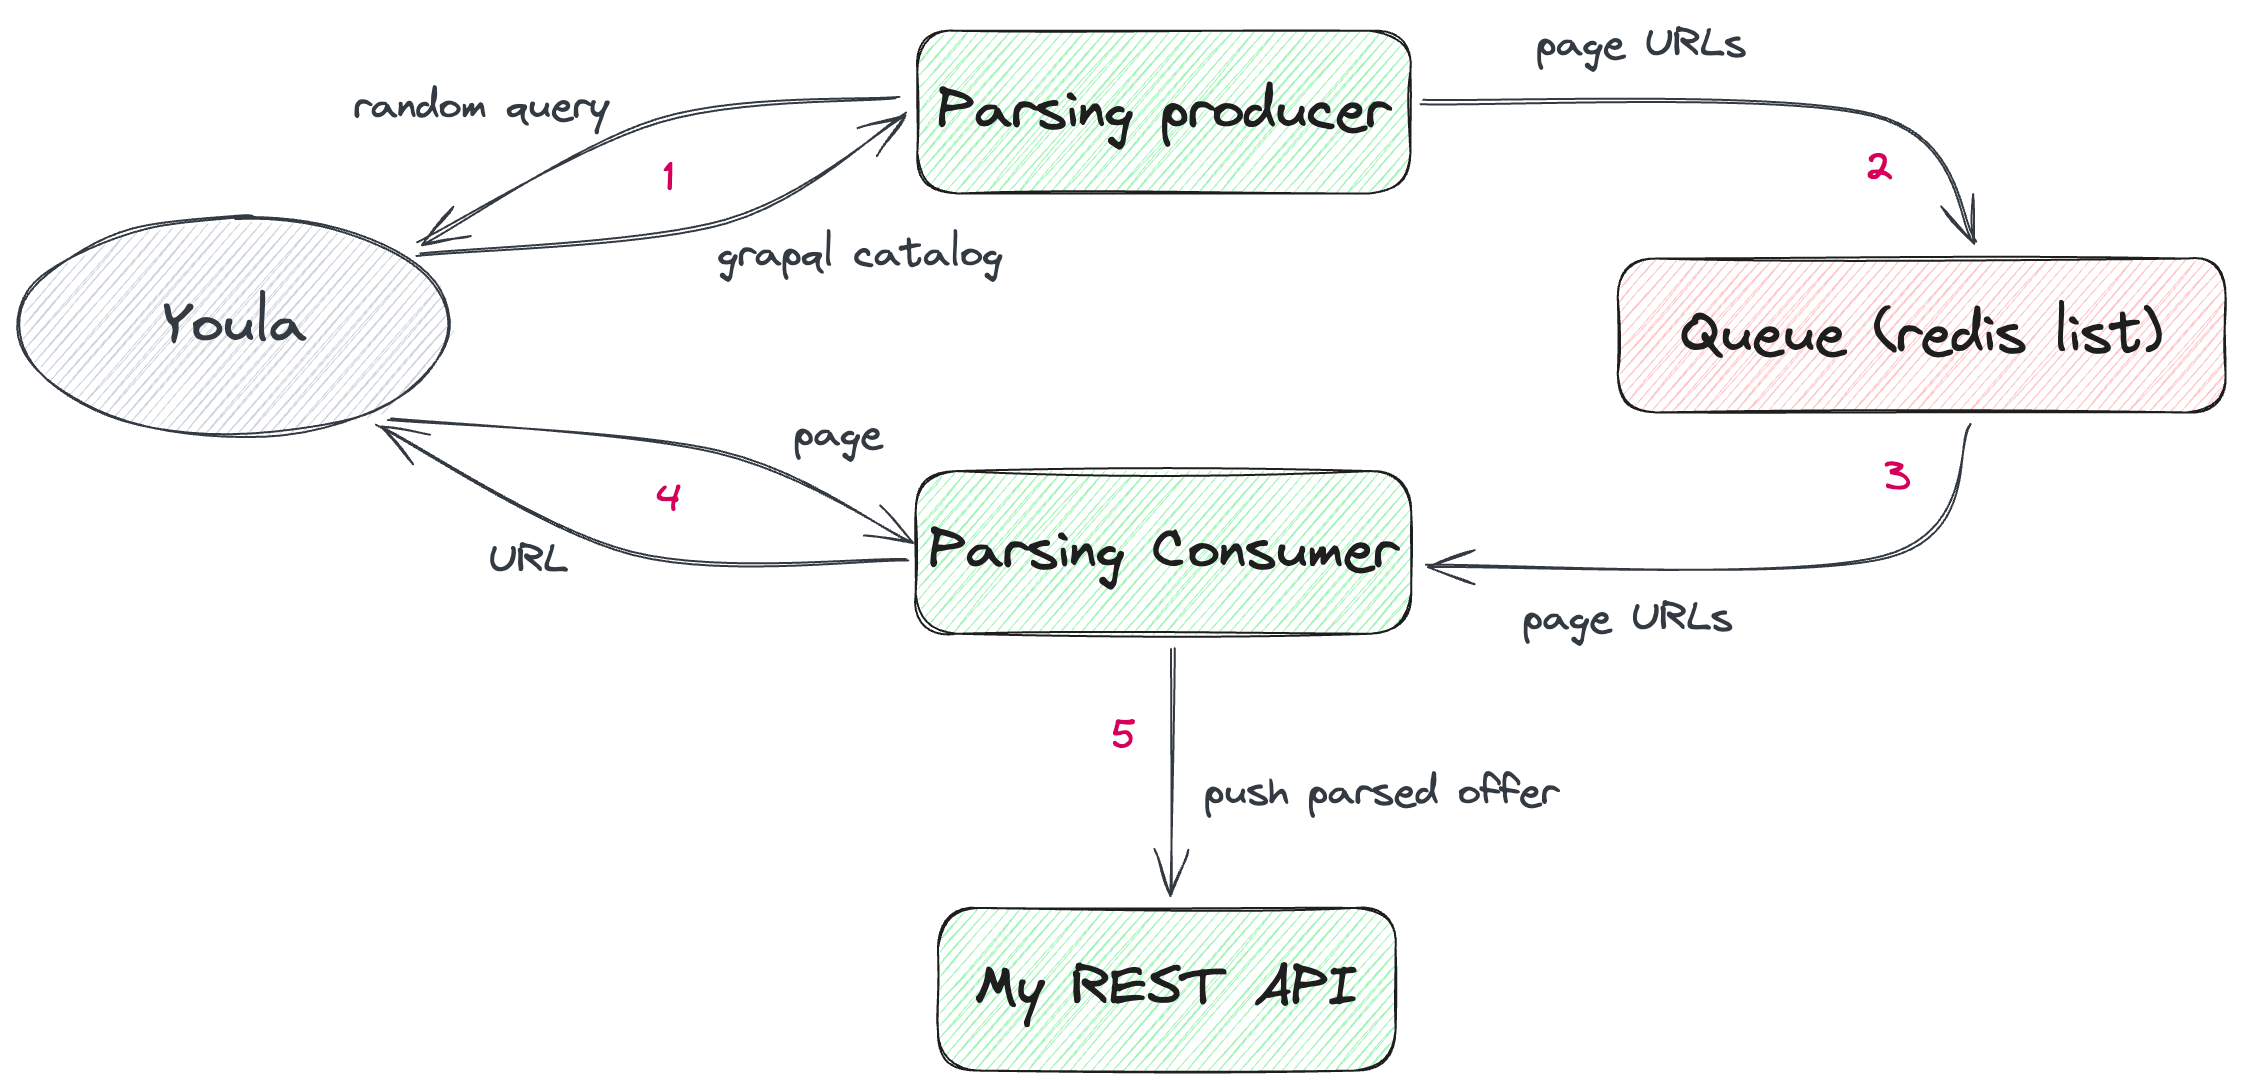 page URLs
random query
Parsing producer
1
2
grapql catalog
Youla
Queue (redis list)
page
3
4
URL
Parsing Consumer
page URLs
5
push parsed offer
My REST API